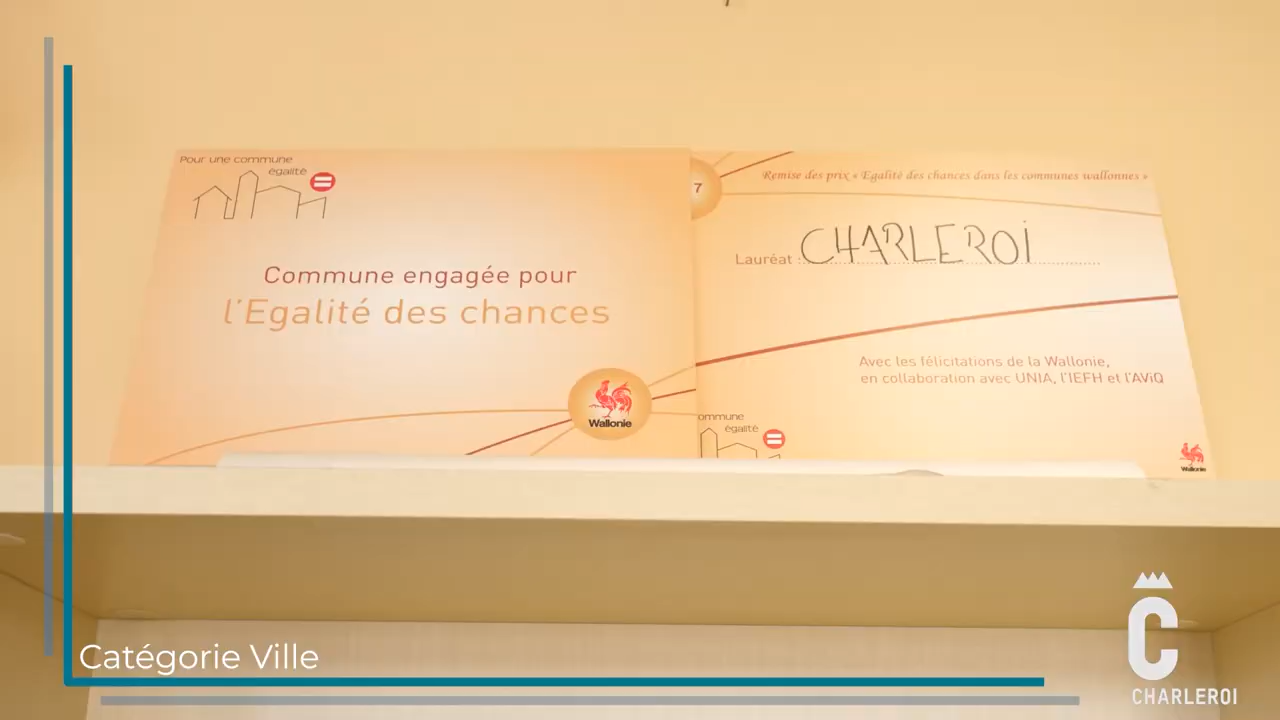 Pour une commune
égalité
Commune engagée pour
l'Egalité des chances
Wallonie
7
Remise des prix « Egalité des chances dans les communes wallonnes »
Lauréat : CHARLEROI
Avec les félicitations de la Wallonie,
en collaboration avec UNIA, l'IEFH et l'AViQ
ommune
égalité
Wallonie
Catégorie Ville
C
CHARLEROI